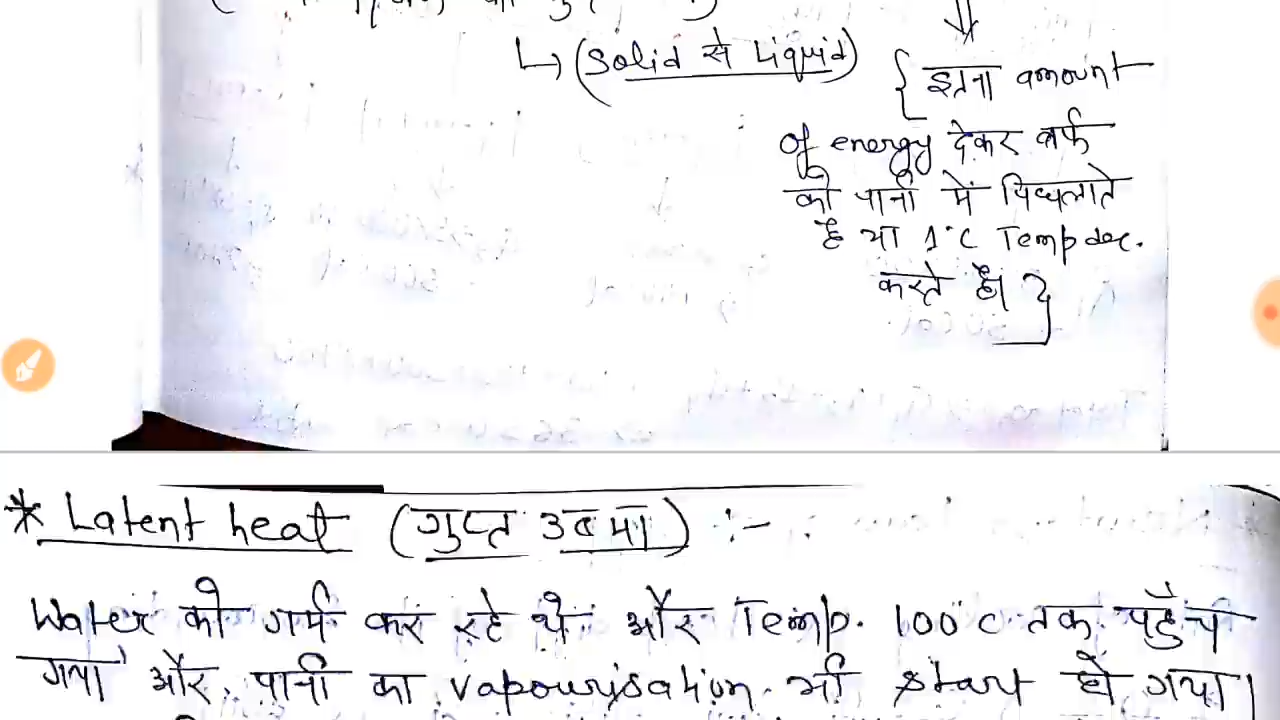 ↳ (Solid से Liquid)
{ इतना amount
of energy देकर बर्फ
को पानी में पिघलाते
है या 1°C Temp dec.
करते है। }
* Latent heat (गुप्त उष्मा) :-
Water को गर्म कर रहे थे और Temp. 100°C तक पहुँच
गया और पानी का vapourisation भी start हो गया।